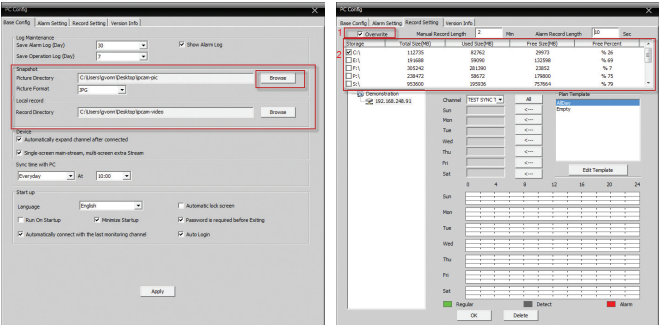 PC Config
Base Config Alarm Setting Record Setting Version Info
Log Maintenance
Save Alarm Log (Day) 30 Show Alarm Log
Save Operation Log (Day) 7
Snapshot
Picture Directory C:\Users\gvonn\Desktop\ipcam-pic Browse
Picture Format JPG
Local record
Record Directory C:\Users\gvonn\Desktop\ipcam-video Browse
Device
Automatically expand channel after connected
Single-screen main-stream, multi-screen extra Stream
Sync time with PC
Everyday At 10:00
Start up
Language English Automatic lock screen
Run On Startup Minimize Startup Password is required before Exiting
Automatically connect with the last monitoring channel Auto Login
Apply
PC Config
Base Config Alarm Setting Record Setting Version Info
1 Overwrite Manual Record Length 2 Min Alarm Record Length 10 Sec
2
Storage Total Size(MB) Used Size(MB) Free Size(MB) Free Percent
C:\ 112735 82762 29973 % 26
E:\ 191688 59090 132598 % 69
F:\ 305242 281390 23852 % 7
P:\ 238472 58672 179800 % 75
S:\ 953600 195936 757664 % 79
Demonstration
192.168.248.91
Channel TEST SYNC T All
Plan Template
AllDay
Empty
Sun <---
Mon <---
Tue <---
Wed <---
Thu <---
Fri <---
Sat <---
Edit Template
0 4 8 12 16 20 24
Sun
Mon
Tue
Wed
Thu
Fri
Sat
Regular Detect Alarm
OK Delete